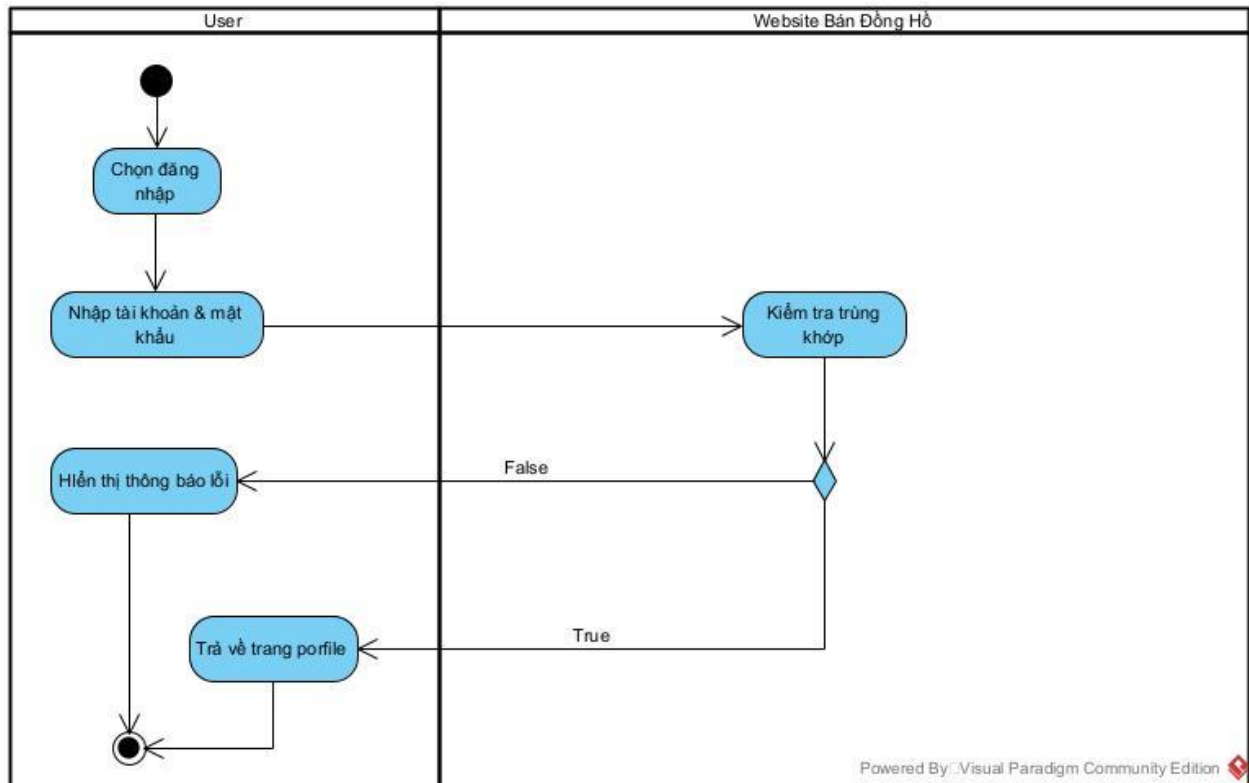 User
Website Bán Đồng Hồ
Chọn đăng
nhập
Nhập tài khoản & mật
khẩu
Kiểm tra trùng
khớp
HIển thị thông báo lỗi
False
Trả về trang porfile
True
Powered By Visual Paradigm Community Edition